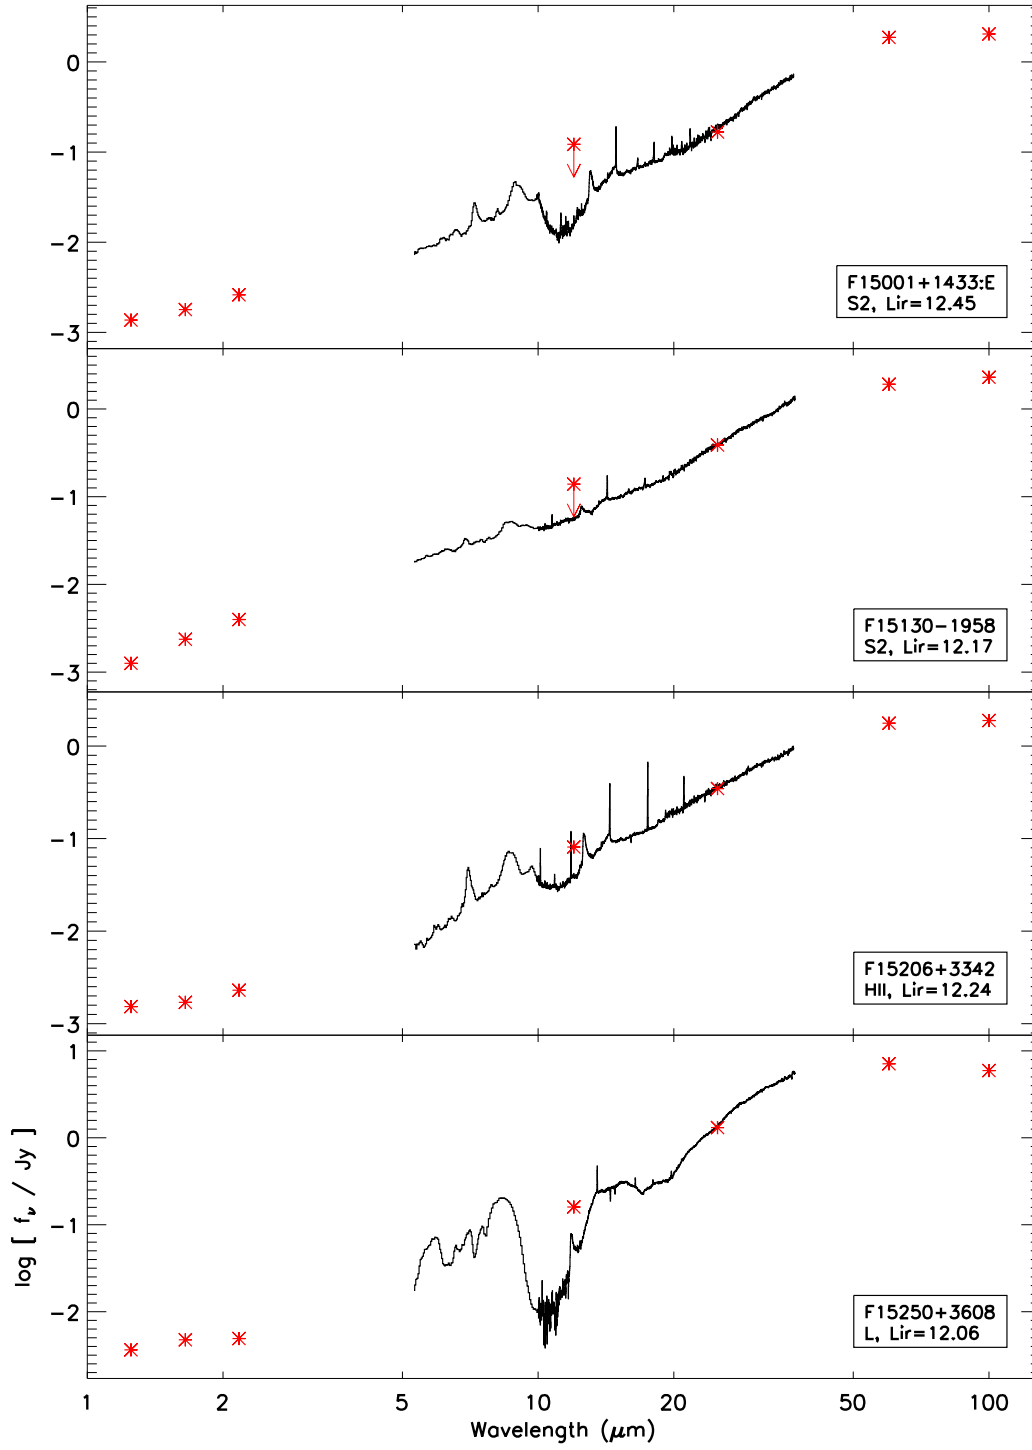 0
−1
−2
−3
F15001+1433:E
S2, Lir=12.45
0
−1
−2
−3
F15130−1958
S2, Lir=12.17
0
−1
−2
−3
F15206+3342
HII, Lir=12.24
1
0
−1
−2
F15250+3608
L, Lir=12.06
log [ fν / Jy ]
1 2 5 10 20 50 100
Wavelength (μm)